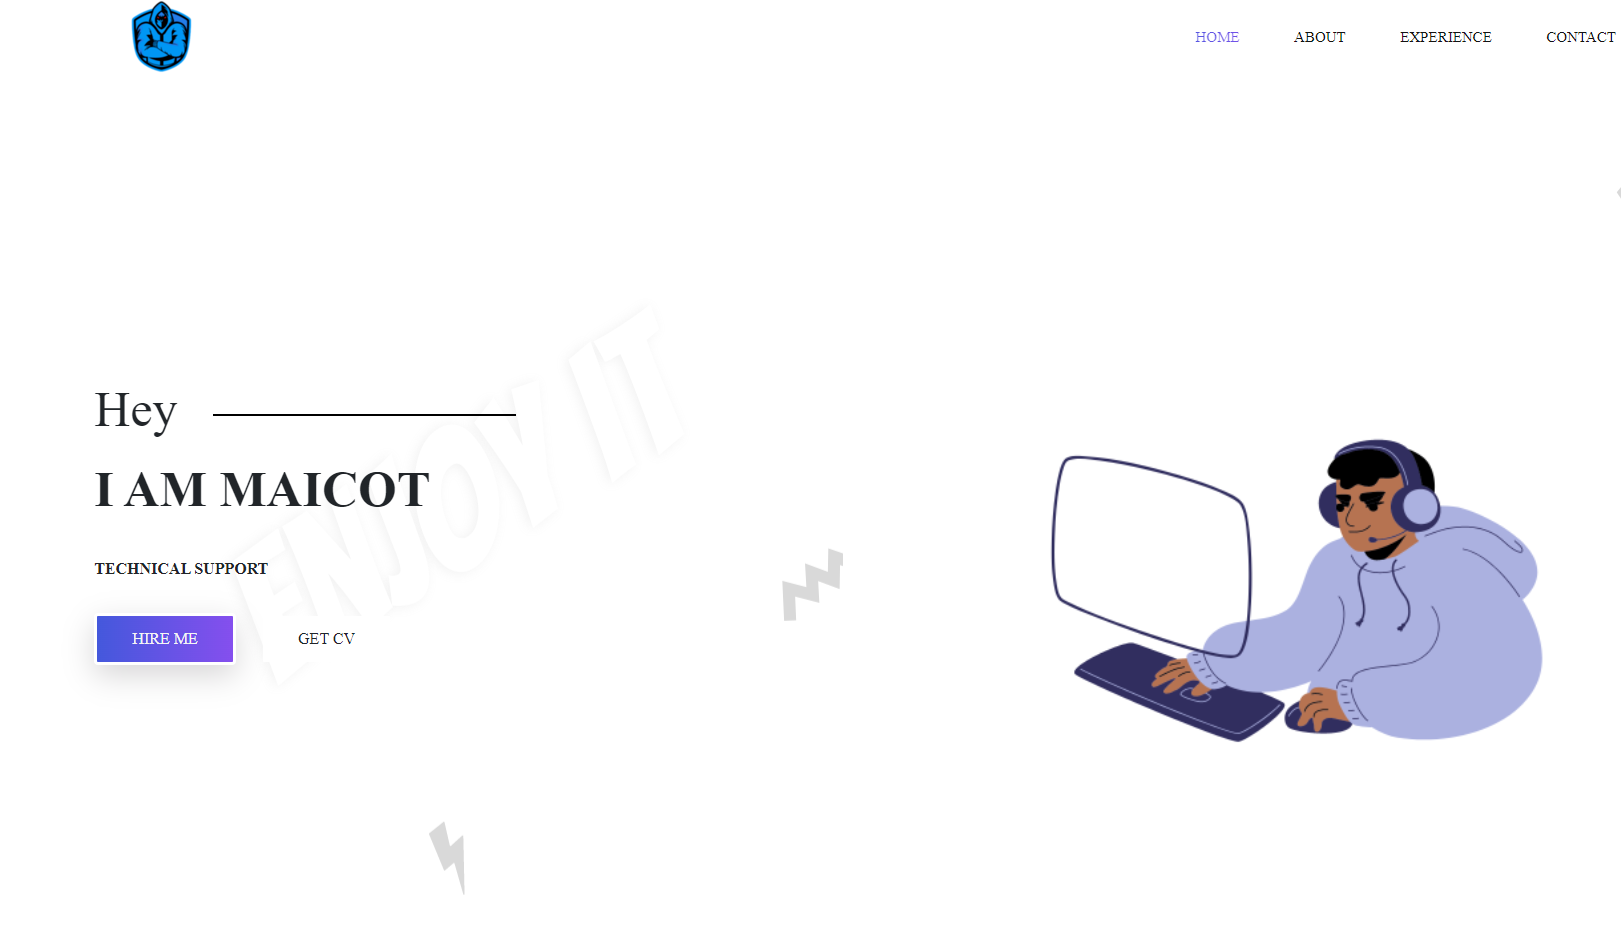 HOME ABOUT EXPERIENCE CONTACT
ENJOY IT
Hey
I AM MAICOT
TECHNICAL SUPPORT
HIRE ME GET CV